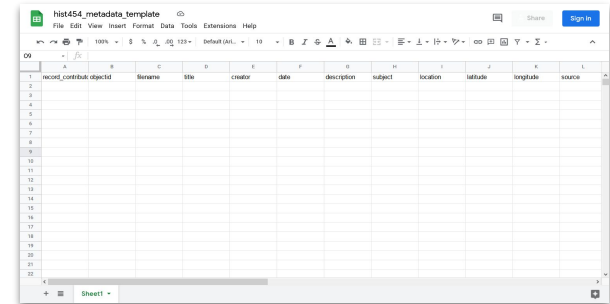 hist454_metadata_template
File Edit View Insert Format Data Tools Extensions Help
Share
Sign in
100% $ % .0 .00 123 Default (Ari... 10 B I S A
O9 fx
A B C D E F G H I J K L
1 record_contributo objectid filename title creator date description subject location latitude longitude source
2
3
4
5
6
7
8
9
10
11
12
13
14
15
16
17
18
19
20
21
22
+ Sheet1